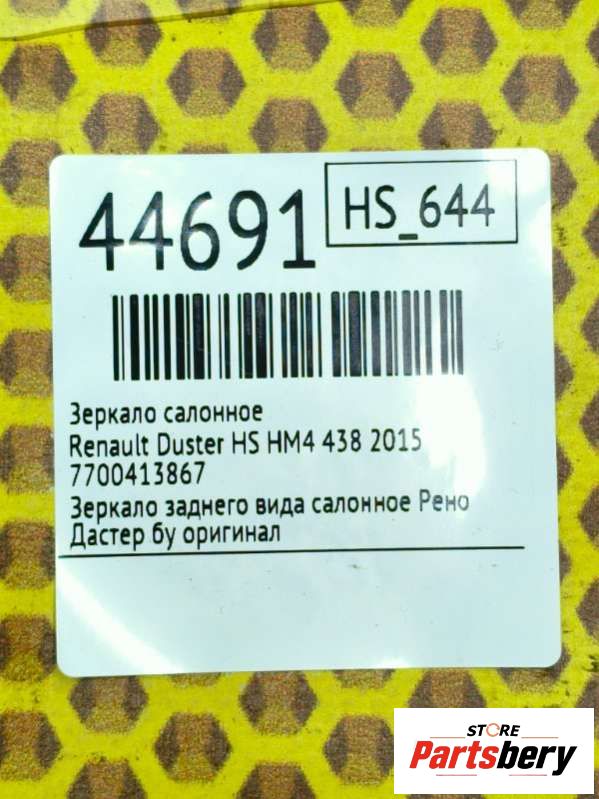 44691
HS_644
Зеркало салонное
Renault Duster HS HM4 438 2015
7700413867
Зеркало заднего вида салонное Рено
Дастер бу оригинал
STORE
Partsbery